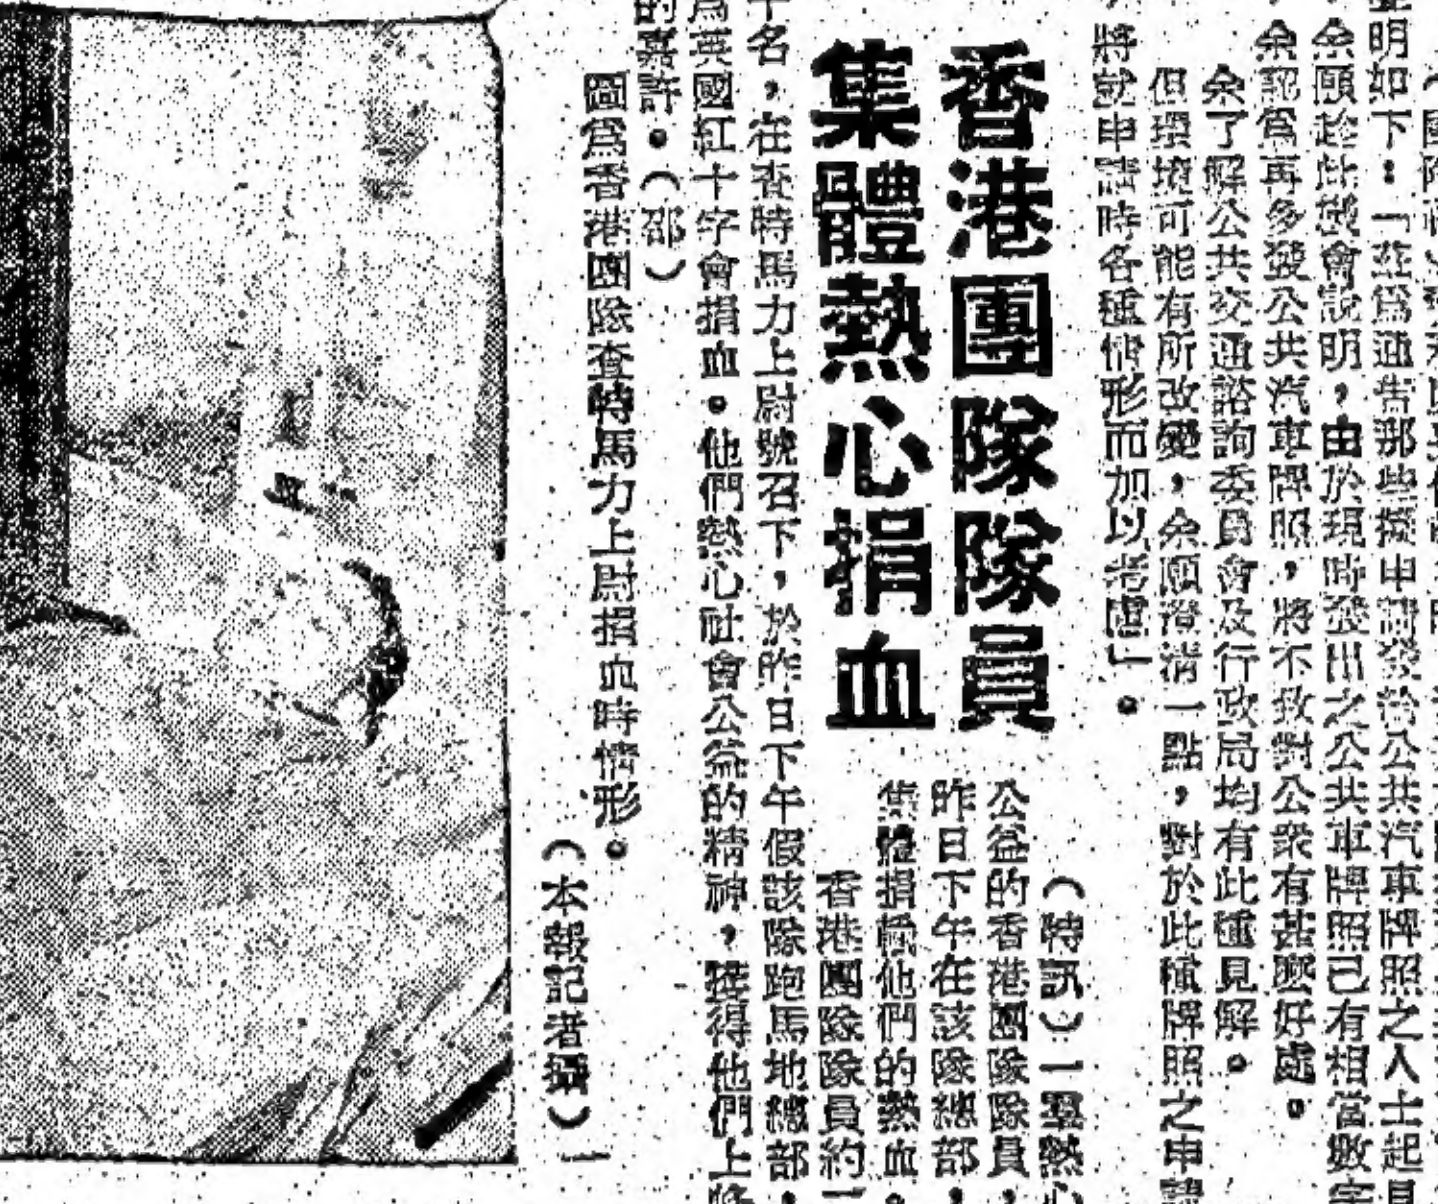 明如下：「茲為通告那些擬申請發給公共汽車牌照之人士起見
余願趁此機會說明，由於現時發出之公共車牌照已有相當數字
余認為再多發公共汽車牌照，將不致對公衆有甚麼好處。
余了解公共交通諮詢委員會及行政局均有此種見解。
但環境可能有所改變，余願澄清一點，對於此種牌照之申請
將就申請時各種情形而加以考慮」。
香港團隊隊員
集體熱心捐血
（特訊）一羣熱心
公益的香港團隊隊員，
昨日下午在該隊總部，
集體捐輸他們的熱血。
香港團隊隊員約一
十名，在查特馬力上尉號召下，於昨日下午假該隊跑馬地總部，
爲英國紅十字會捐血。他們熱心社會公益的精神，獲得他們上
的嘉許。（邵）
圖爲香港團隊查特馬力上尉捐血時情形。
（本報記者攝）